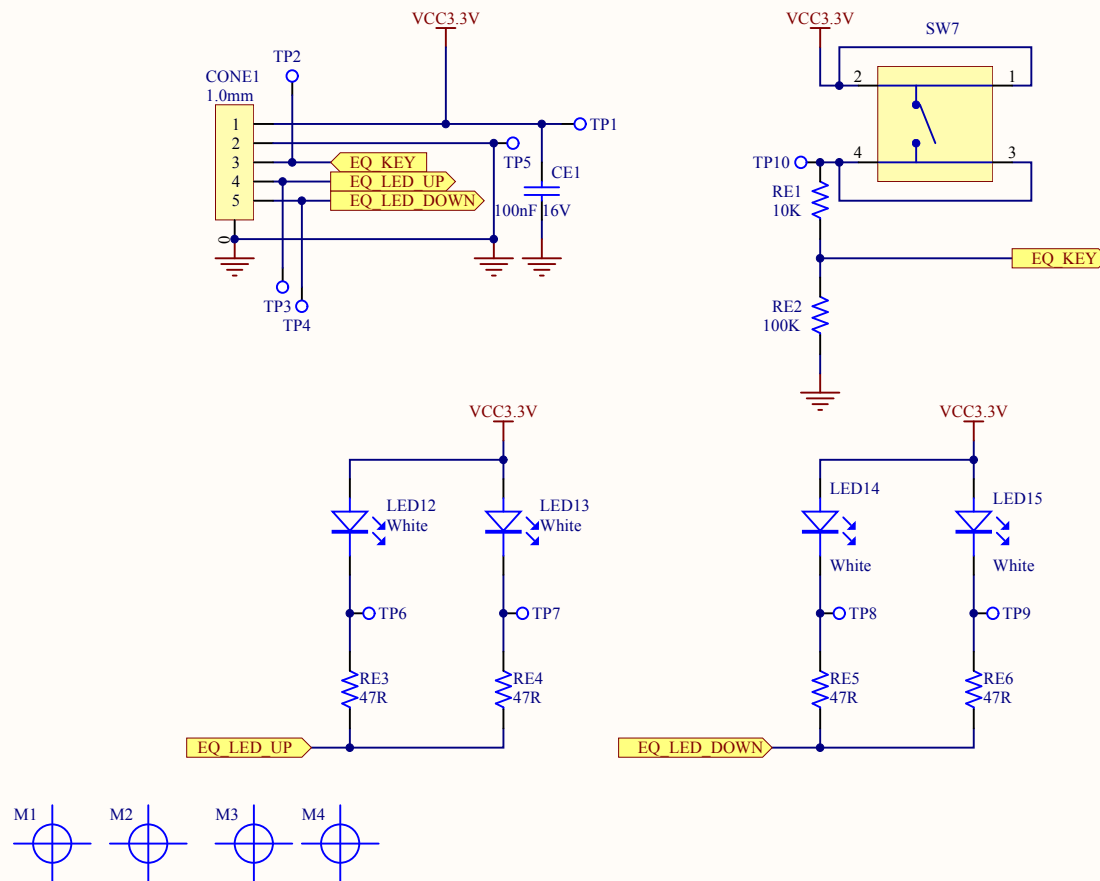 VCC3.3V
TP2
CONE1
1.0mm
1
2
3
4
5
0
TP1
TP5
EQ_KEY
EQ_LED_UP
EQ_LED_DOWN
CE1
100nF 16V
TP3
TP4
VCC3.3V
SW7
2
1
4
3
TP10
RE1
10K
EQ_KEY
RE2
100K
VCC3.3V
LED12
White
LED13
White
TP6
TP7
RE3
47R
RE4
47R
EQ_LED_UP
VCC3.3V
LED14
White
LED15
White
TP8
TP9
RE5
47R
RE6
47R
EQ_LED_DOWN
M1
M2
M3
M4